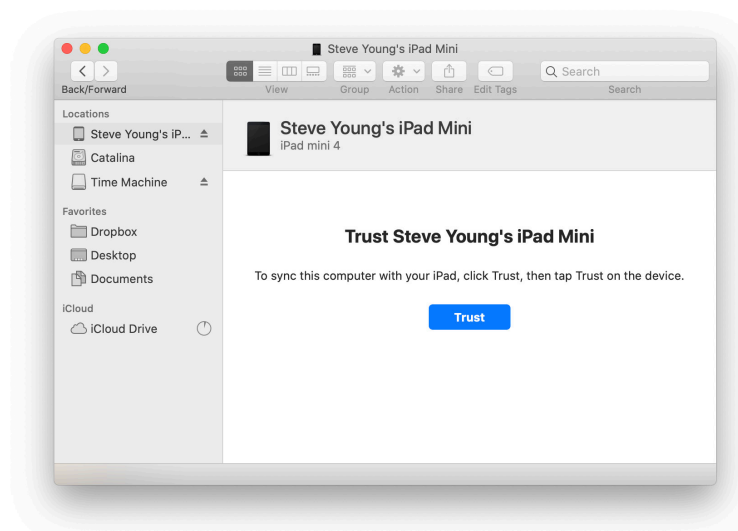 Steve Young's iPad Mini
Back/Forward View Group Action Share Edit Tags Search
Search
Locations
Steve Young's iP...
Catalina
Time Machine
Favorites
Dropbox
Desktop
Documents
iCloud
iCloud Drive
Steve Young's iPad Mini
iPad mini 4
Trust Steve Young's iPad Mini
To sync this computer with your iPad, click Trust, then tap Trust on the device.
Trust